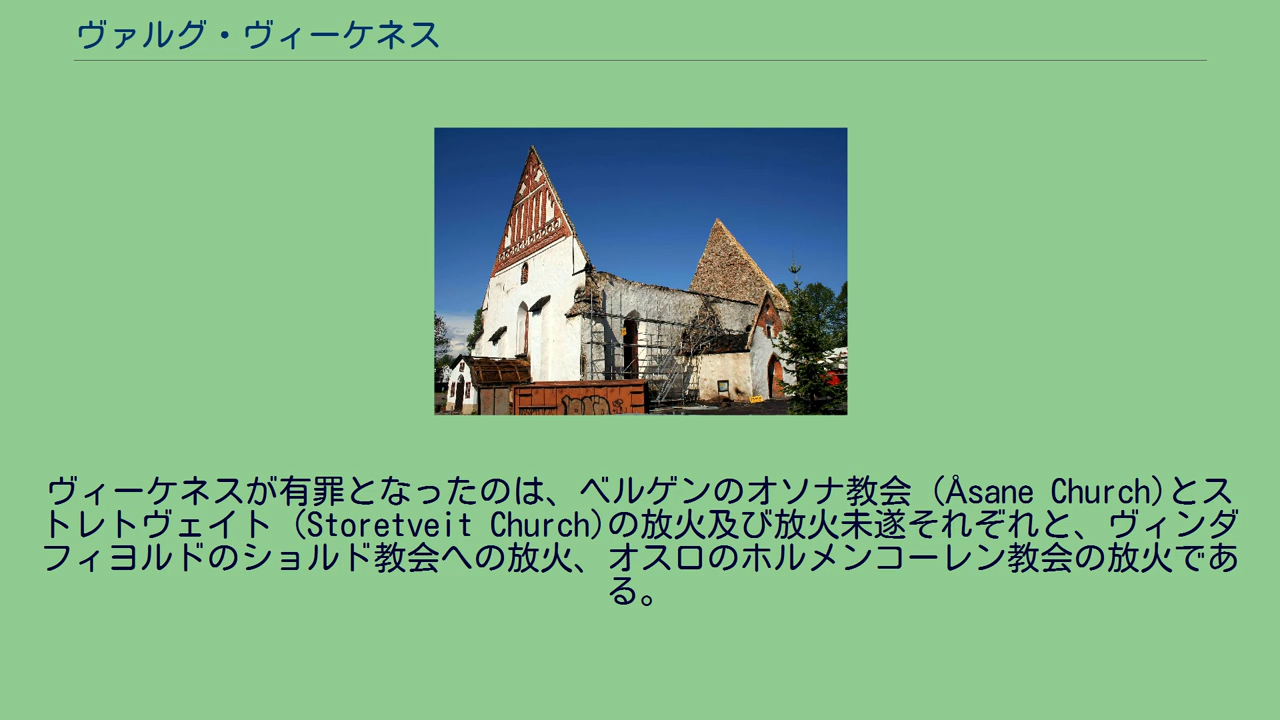 ヴァルグ・ヴィーケネス
ヴィーケネスが有罪となったのは、ベルゲンのオソナ教会 (Åsane Church)とス
トレトヴェイト (Storetveit Church)の放火及び放火未遂それぞれと、ヴィンダ
フィヨルドのショルド教会への放火、オスロのホルメンコーレン教会の放火であ
る。